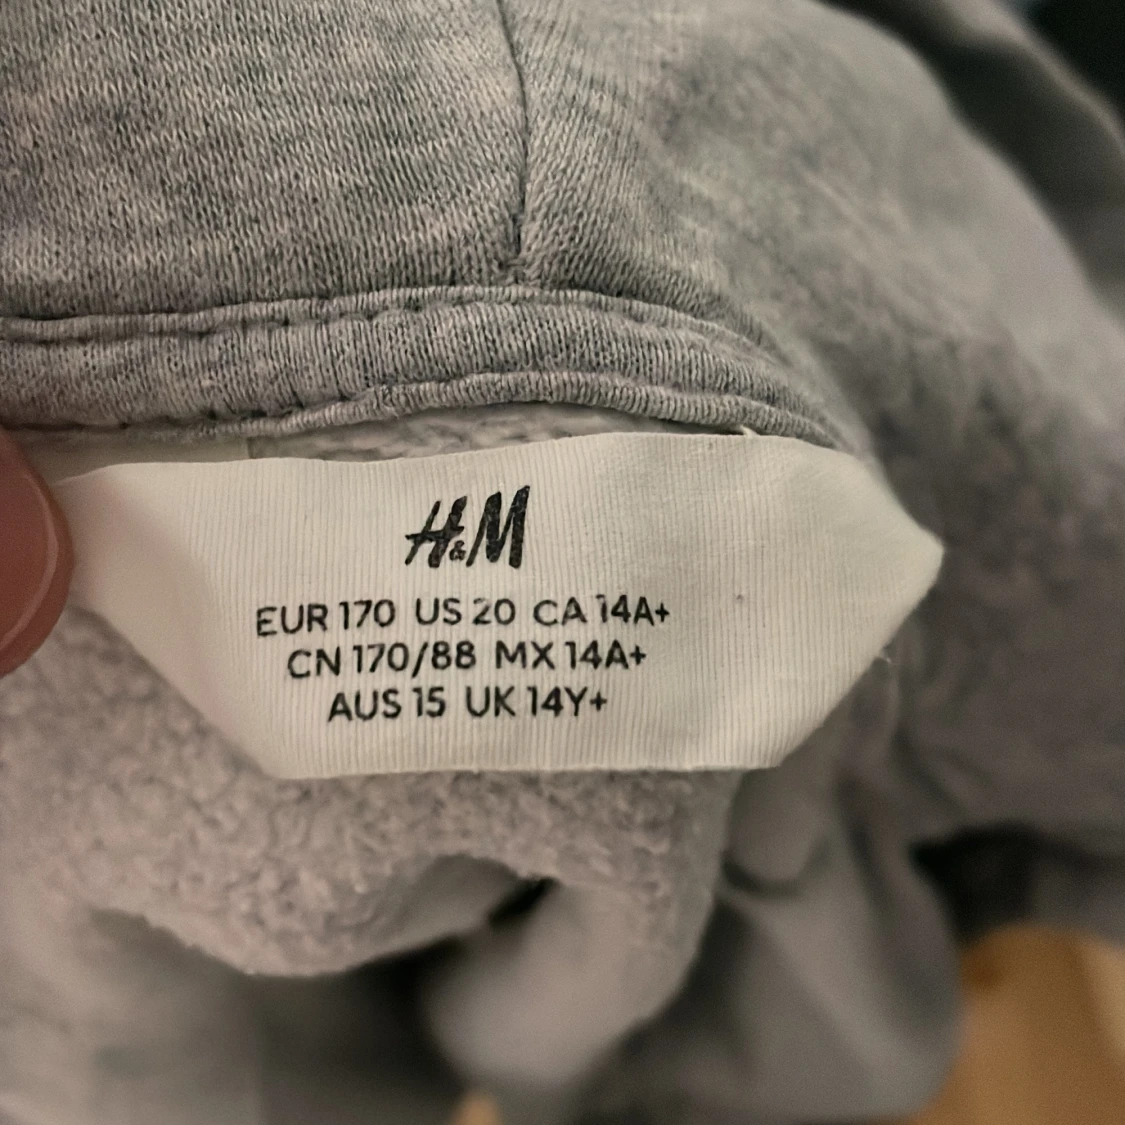 H&M
EUR 170 US 20 CA 14A+
CN 170/88 MX 14A+
AUS 15 UK 14Y+